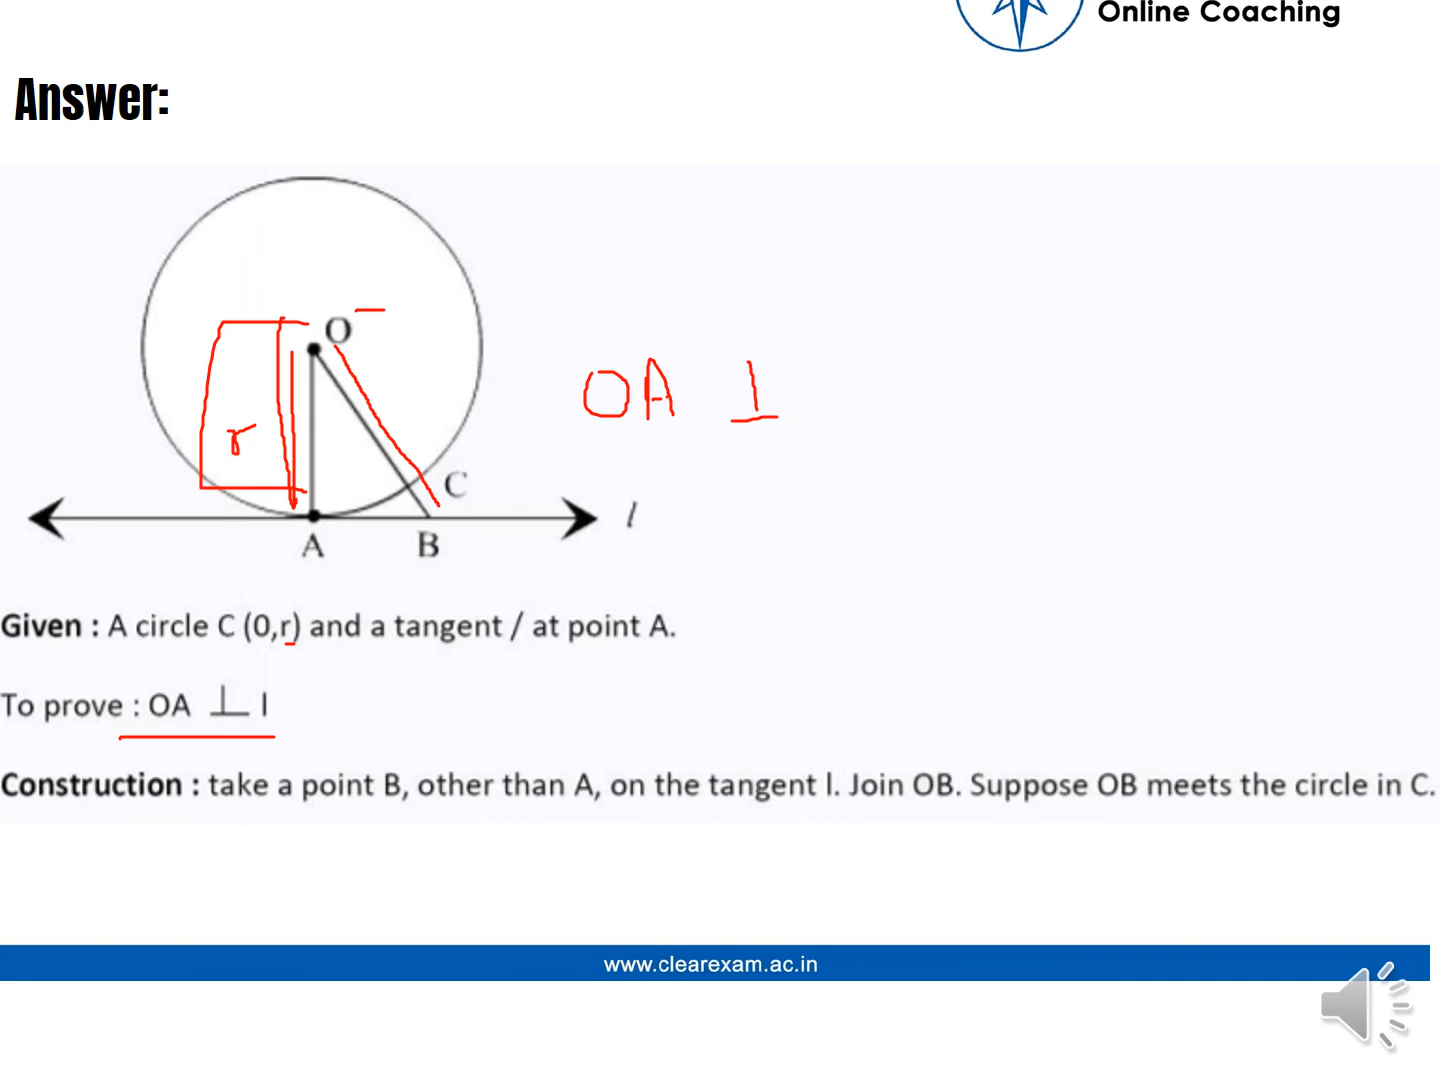 Online Coaching
Answer:
O
r
OA ⊥
C
l
A B
Given : A circle C (0,r) and a tangent / at point A.
To prove : OA ⊥ l
Construction : take a point B, other than A, on the tangent l. Join OB. Suppose OB meets the circle in C.
www.clearexam.ac.in